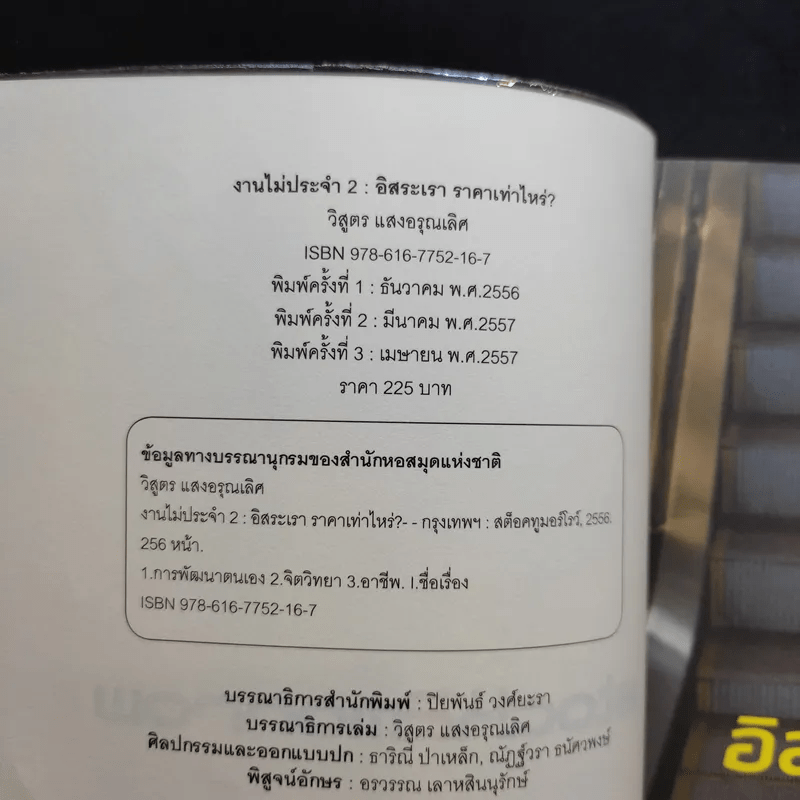 งานไม่ประจำ 2 : อิสระเรา ราคาเท่าไหร่?
วิสูตร แสงอรุณเลิศ
ISBN 978-616-7752-16-7
พิมพ์ครั้งที่ 1 : ธันวาคม พ.ศ.2556
พิมพ์ครั้งที่ 2 : มีนาคม พ.ศ.2557
พิมพ์ครั้งที่ 3 : เมษายน พ.ศ.2557
ราคา 225 บาท
ข้อมูลทางบรรณานุกรมของสำนักหอสมุดแห่งชาติ
วิสูตร แสงอรุณเลิศ
งานไม่ประจำ 2 : อิสระเรา ราคาเท่าไหร่?- - กรุงเทพฯ : สต็อคทูมอร์โรว์, 2556.
256 หน้า.
1.การพัฒนาตนเอง 2.จิตวิทยา 3.อาชีพ. I.ชื่อเรื่อง
ISBN 978-616-7752-16-7
บรรณาธิการสำนักพิมพ์ : ปิยพันธ์ วงศ์ยะรา
บรรณาธิการเล่ม : วิสูตร แสงอรุณเลิศ
ศิลปกรรมและออกแบบปก : ธาริณี ป่าเหล็ก, ณัฏฐ์วรา ธนัศวพงษ์
พิสูจน์อักษร : อรวรรณ เลาหสินนุรักษ์